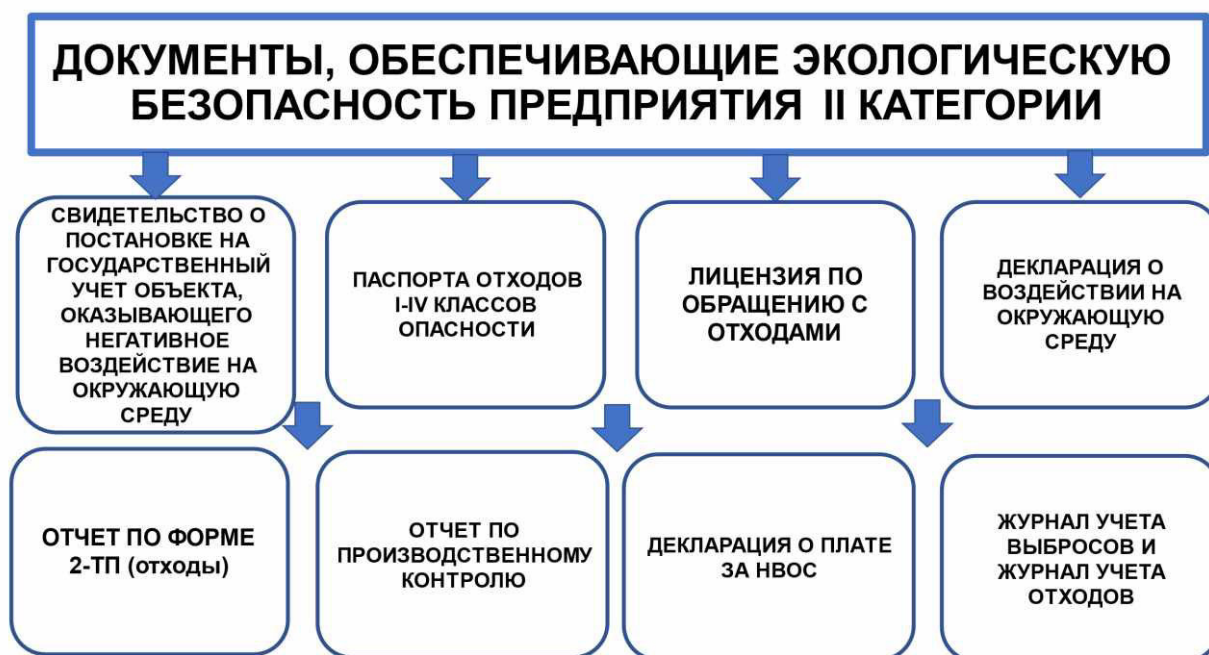 ДОКУМЕНТЫ, ОБЕСПЕЧИВАЮЩИЕ ЭКОЛОГИЧЕСКУЮ
БЕЗОПАСНОСТЬ ПРЕДПРИЯТИЯ II КАТЕГОРИИ
СВИДЕТЕЛЬСТВО О
ПОСТАНОВКЕ НА
ГОСУДАРСТВЕННЫЙ
УЧЕТ ОБЪЕКТА,
ОКАЗЫВАЮЩЕГО
НЕГАТИВНОЕ
ВОЗДЕЙСТВИЕ НА
ОКРУЖАЮЩУЮ
СРЕДУ
ПАСПОРТА ОТХОДОВ
I-IV КЛАССОВ
ОПАСНОСТИ
ЛИЦЕНЗИЯ ПО
ОБРАЩЕНИЮ С
ОТХОДАМИ
ДЕКЛАРАЦИЯ О
ВОЗДЕЙСТВИИ НА
ОКРУЖАЮЩУЮ
СРЕДУ
ОТЧЕТ ПО ФОРМЕ
2-ТП (отходы)
ОТЧЕТ ПО
ПРОИЗВОДСТВЕННОМУ
КОНТРОЛЮ
ДЕКЛАРАЦИЯ О ПЛАТЕ
ЗА НВОС
ЖУРНАЛ УЧЕТА
ВЫБРОСОВ И
ЖУРНАЛ УЧЕТА
ОТХОДОВ